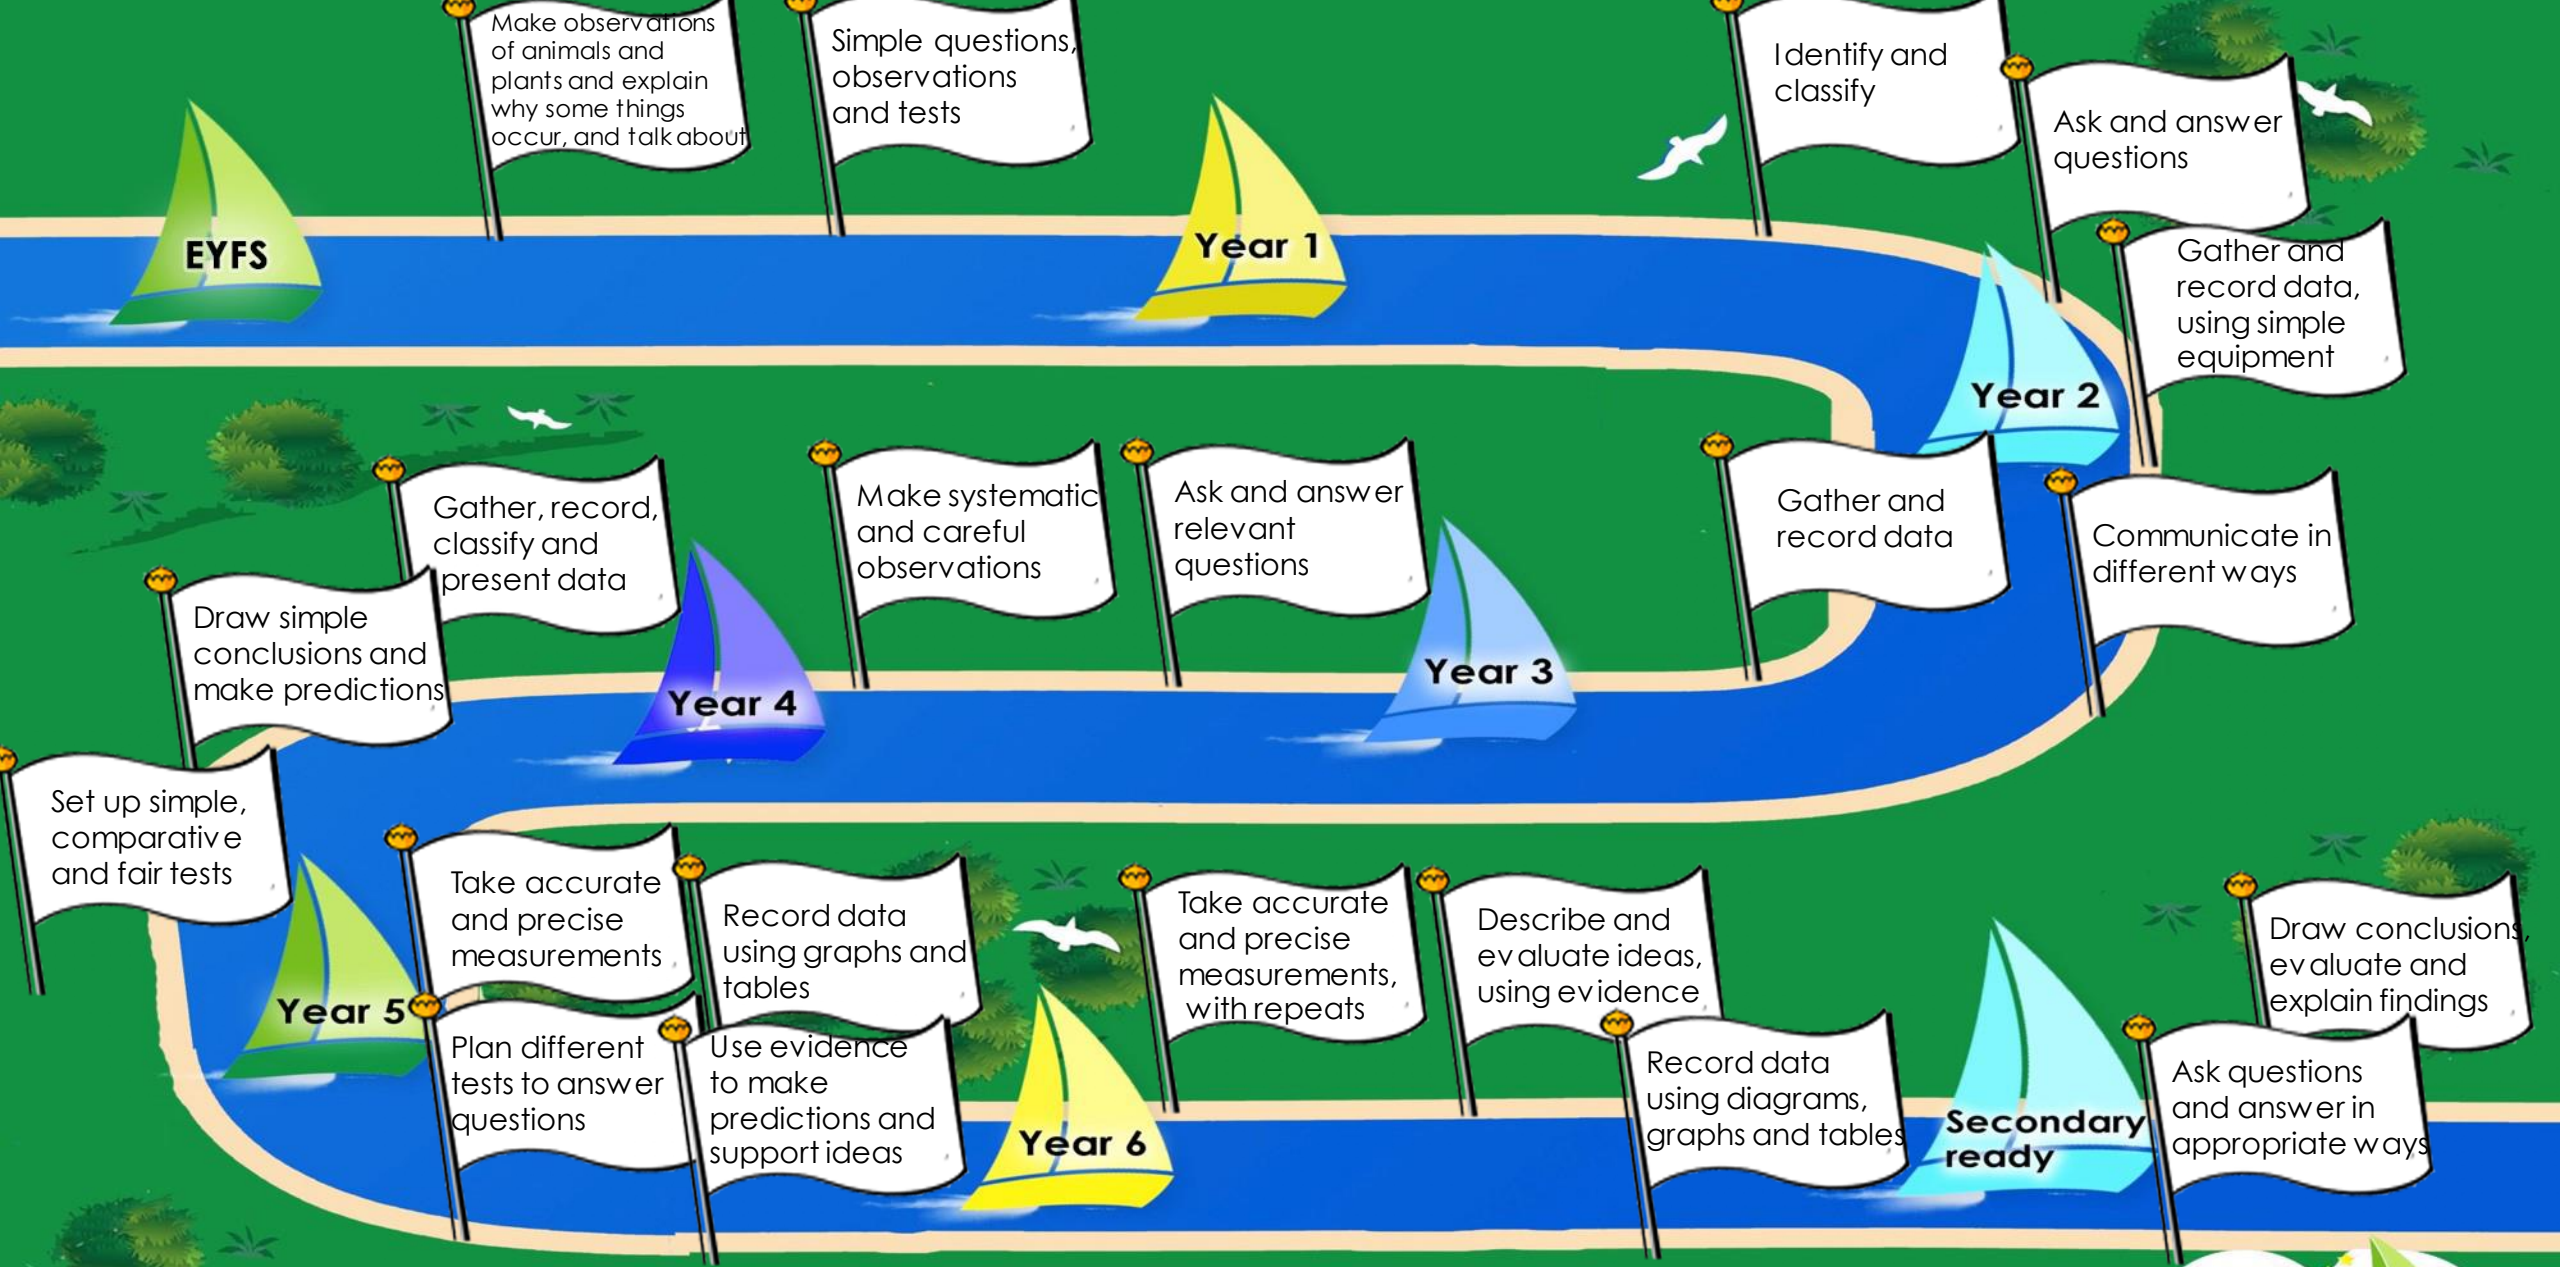 Make observations
of animals and
plants and explain
why some things
occur, and talk about
Simple questions,
observations
and tests
Identify and
classify
Ask and answer
questions
EYFS
Year 1
Gather and
record data,
using simple
equipment
Year 2
Gather, record,
classify and
present data
Make systematic
and careful
observations
Ask and answer
relevant
questions
Gather and
record data
Communicate in
different ways
Draw simple
conclusions and
make predictions
Year 4
Year 3
Set up simple,
comparative
and fair tests
Year 5
Take accurate
and precise
measurements
Record data
using graphs and
tables
Take accurate
and precise
measurements,
with repeats
Describe and
evaluate ideas,
using evidence
Draw conclusions,
evaluate and
explain findings
Plan different
tests to answer
questions
Use evidence
to make
predictions and
support ideas
Year 6
Record data
using diagrams,
graphs and tables
Secondary
ready
Ask questions
and answer in
appropriate ways